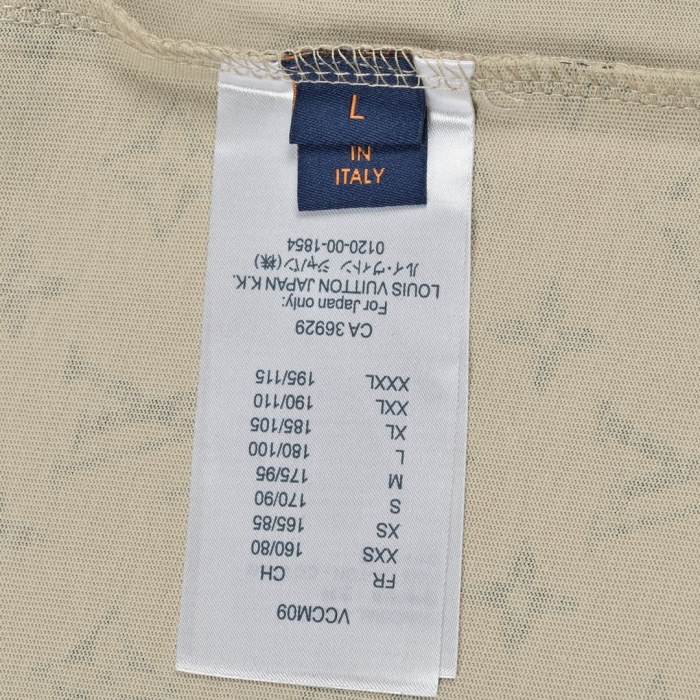 L
IN
ITALY
VCCM09
FR CH
XXS 160/80
XS 165/85
S 170/90
M 175/95
L 180/100
XL 185/105
XXL 190/110
XXXL 195/115
CA 36929
For Japan only:
LOUIS VUITTON JAPAN K.K.
ルイ・ヴィトン ジャパン(株)
0120-00-1854